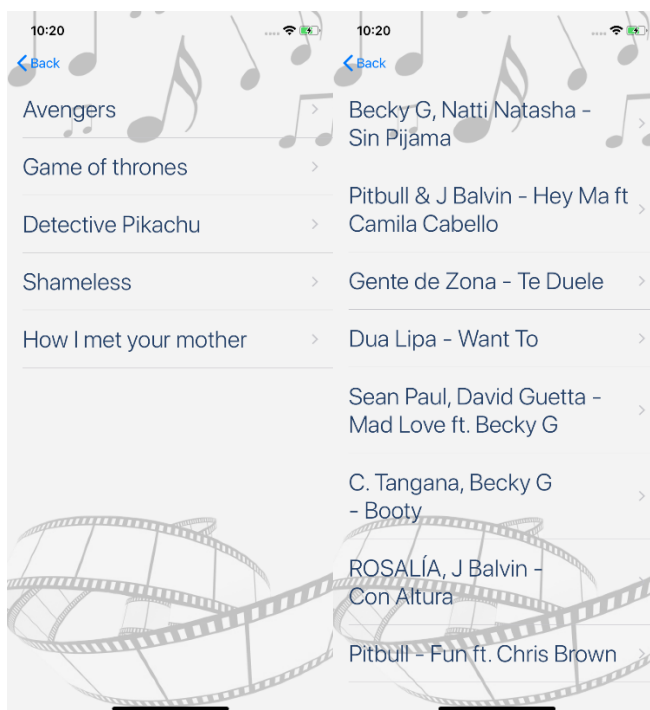 10:20
Back
Avengers
Game of thrones
Detective Pikachu
Shameless
How I met your mother
10:20
Back
Becky G, Natti Natasha -
Sin Pijama
Pitbull & J Balvin - Hey Ma ft
Camila Cabello
Gente de Zona - Te Duele
Dua Lipa - Want To
Sean Paul, David Guetta -
Mad Love ft. Becky G
C. Tangana, Becky G
- Booty
ROSALÍA, J Balvin -
Con Altura
Pitbull - Fun ft. Chris Brown